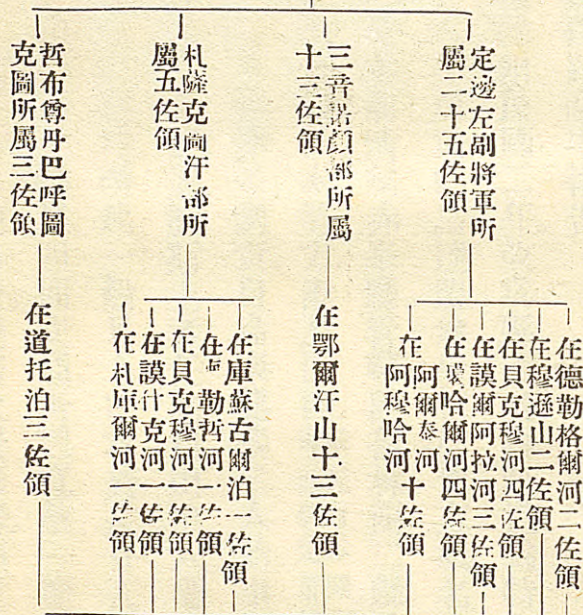 定邊左副將軍所
屬二十五佐領
在德勒格爾河二佐領
在穆遜山二佐領
在貝克穆河四佐領
在謨爾阿拉河三佐領
在噶哈爾河四佐領
在阿爾泰河
阿穆哈河十佐領
三音諾顏部所屬
十三佐領
在鄂爾汗山十三佐領
札薩克圖汗部所
屬五佐領
在庫蘇古爾泊一佐領
在勒哲河一佐領
在貝克穆河一佐領
在謨什克河一佐領
在札庫爾河一佐領
哲布尊丹巴呼圖
克圖所屬三佐領
在道托泊三佐領